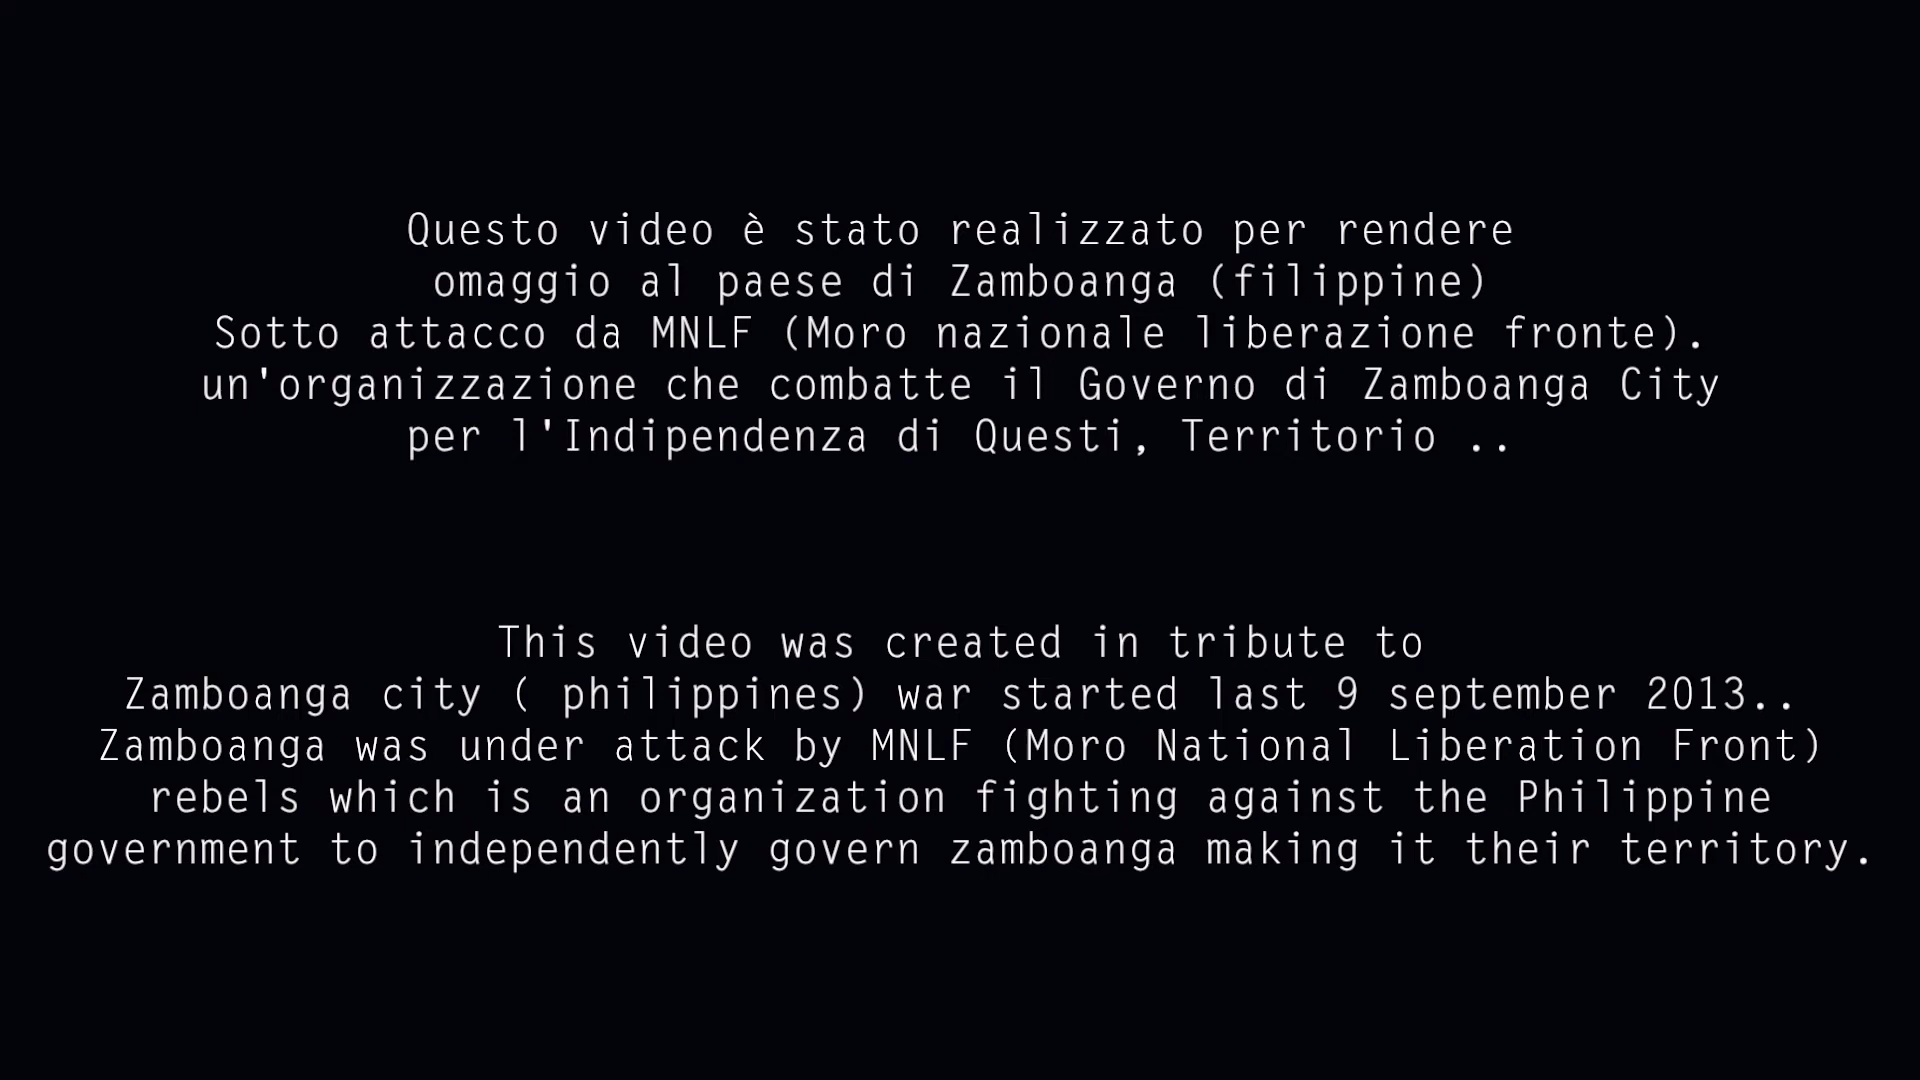 Questo video è stato realizzato per rendere
omaggio al paese di Zamboanga (filippine)
Sotto attacco da MNLF (Moro nazionale liberazione fronte).
un'organizzazione che combatte il Governo di Zamboanga City
per l'Indipendenza di Questi, Territorio ..
This video was created in tribute to
Zamboanga city ( philippines) war started last 9 september 2013..
Zamboanga was under attack by MNLF (Moro National Liberation Front)
rebels which is an organization fighting against the Philippine
government to independently govern zamboanga making it their territory.